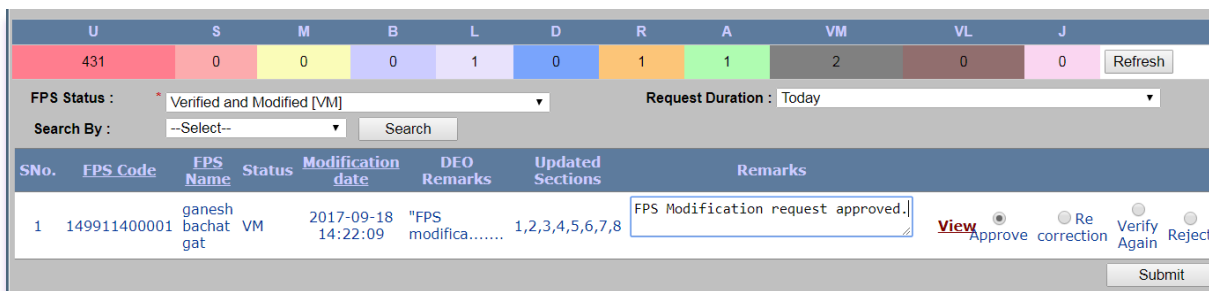 U S M B L D R A VM VL J
431 0 0 0 1 0 1 1 2 0 0 Refresh
FPS Status : * Verified and Modified [VM] Request Duration : Today
Search By : --Select-- Search
SNo. FPS Code FPS Name Status Modification date DEO Remarks Updated Sections Remarks
1 149911400001 ganesh bachat gat VM 2017-09-18 14:22:09 "FPS modifica....... 1,2,3,4,5,6,7,8 FPS Modification request approved. View Approve Re correction Verify Again Reject
Submit